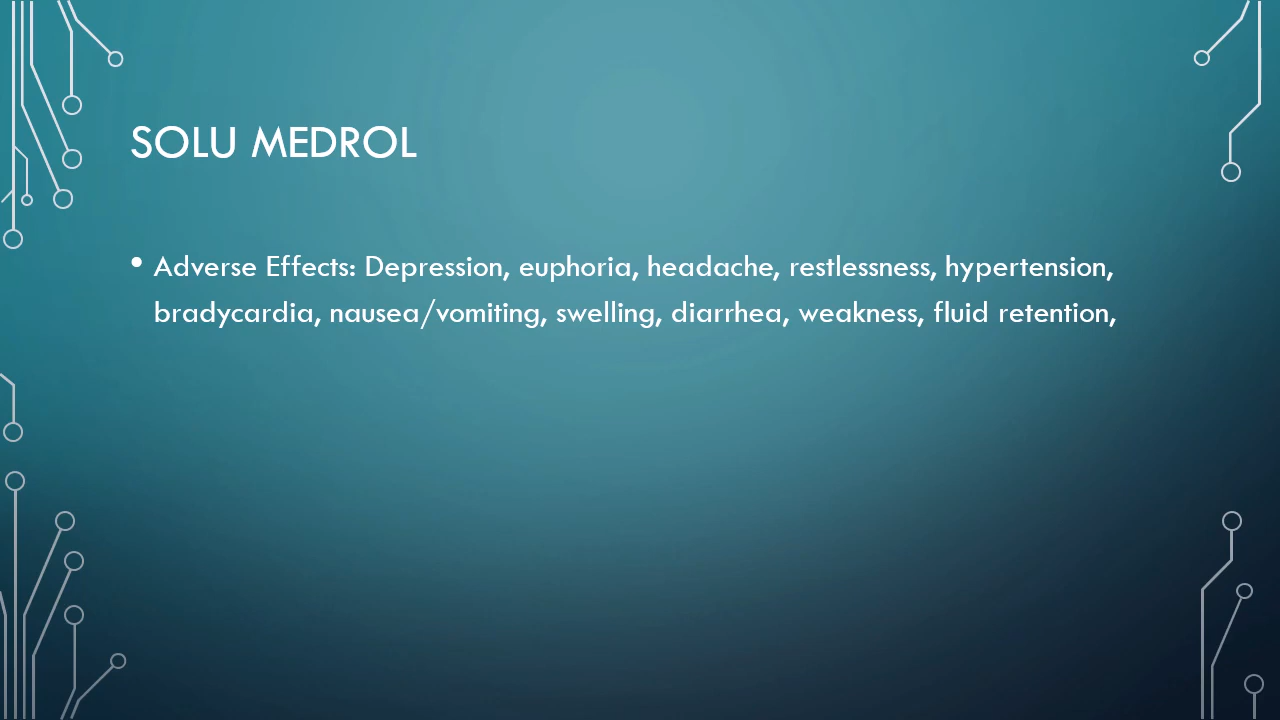 SOLU MEDROL
• Adverse Effects: Depression, euphoria, headache, restlessness, hypertension,
bradycardia, nausea/vomiting, swelling, diarrhea, weakness, fluid retention,